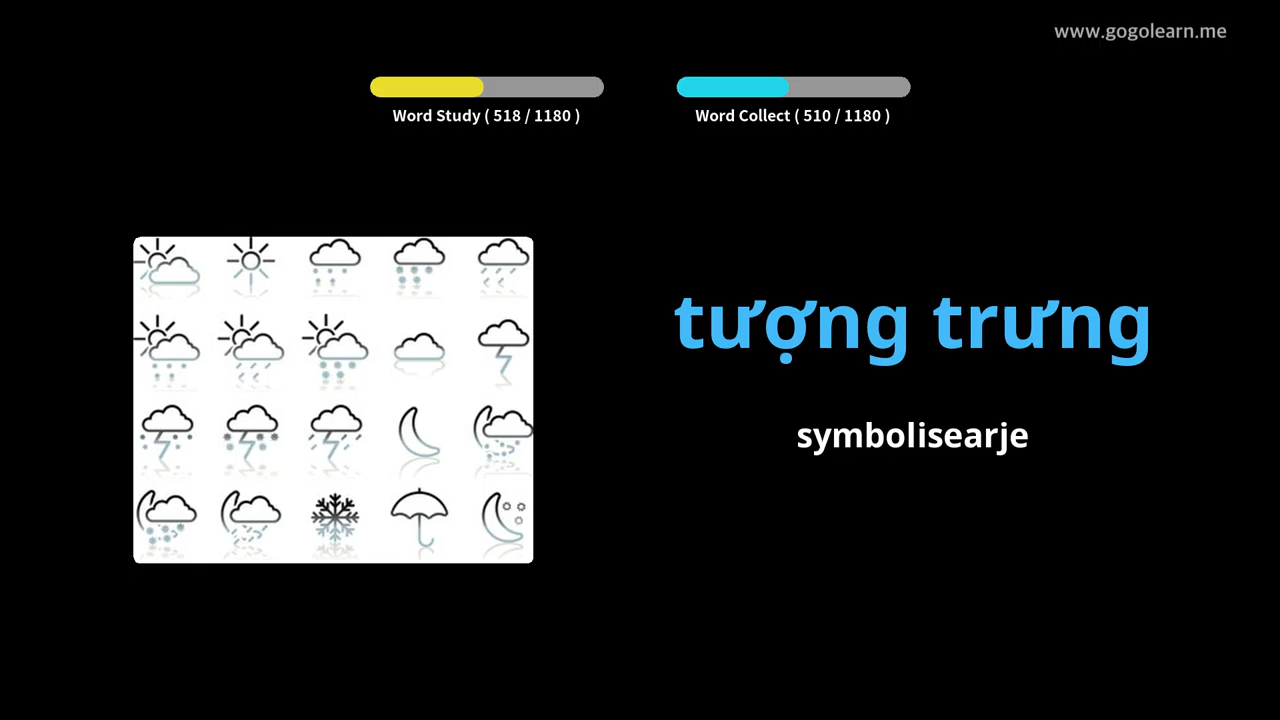 www.gogolearn.me
Word Study ( 518 / 1180 )
Word Collect ( 510 / 1180 )
tượng trưng
symbolisearje